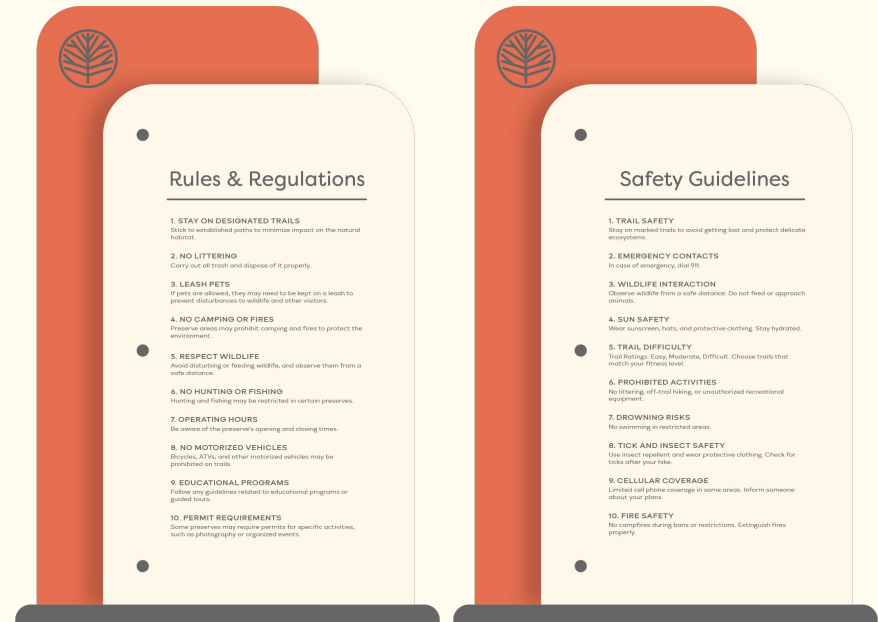 Rules & Regulations
1. STAY ON DESIGNATED TRAILS
Stick to established paths to minimize impact on the natural
habitat.
2. NO LITTERING
Carry out all trash and dispose of it properly.
3. LEASH PETS
If pets are allowed, they may need to be kept on a leash to
prevent disturbances to wildlife and other visitors.
4. NO CAMPING OR FIRES
Preserve areas may prohibit camping and fires to protect the
environment.
5. RESPECT WILDLIFE
Avoid disturbing or feeding wildlife, and observe them from a
safe distance.
6. NO HUNTING OR FISHING
Hunting and fishing may be restricted in certain preserves.
7. OPERATING HOURS
Be aware of the preserve's opening and closing times.
8. NO MOTORIZED VEHICLES
Bicycles, ATVs, and other motorized vehicles may be
prohibited on trails.
9. EDUCATIONAL PROGRAMS
Follow any guidelines related to educational programs or
guided tours.
10. PERMIT REQUIREMENTS
Some preserves may require permits for specific activities,
such as photography or organized events.
Safety Guidelines
1. TRAIL SAFETY
Stay on marked trails to avoid getting lost and protect delicate
ecosystems.
2. EMERGENCY CONTACTS
In case of emergency, dial 911.
3. WILDLIFE INTERACTION
Observe wildlife from a safe distance. Do not feed or approach
animals.
4. SUN SAFETY
Wear sunscreen, hats, and protective clothing. Stay hydrated.
5. TRAIL DIFFICULTY
Trail Ratings: Easy, Moderate, Difficult. Choose trails that
match your fitness level.
6. PROHIBITED ACTIVITIES
No littering, off-trail hiking, or unauthorized recreational
equipment.
7. DROWNING RISKS
No swimming in restricted areas.
8. TICK AND INSECT SAFETY
Use insect repellent and wear protective clothing. Check for
ticks after your hike.
9. CELLULAR COVERAGE
Limited cell phone coverage in some areas. Inform someone
about your plans.
10. FIRE SAFETY
No campfires during bans or restrictions. Extinguish fires
properly.